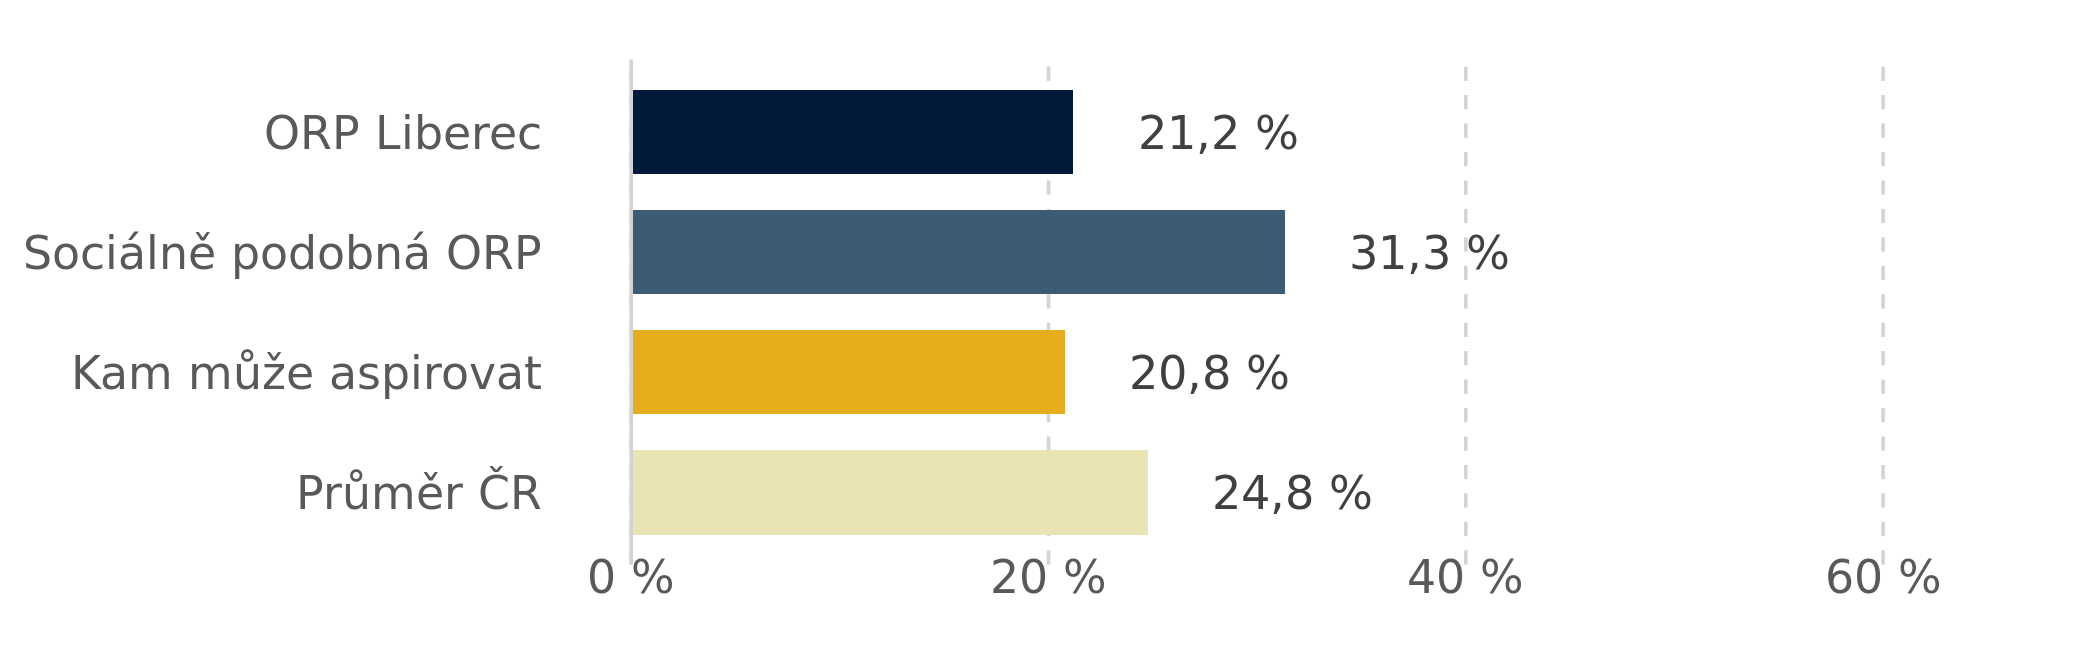 ORP Liberec 21,2 %
Sociálně podobná ORP 31,3 %
Kam může aspirovat 20,8 %
Průměr ČR 24,8 %
0 % 20 % 40 % 60 %